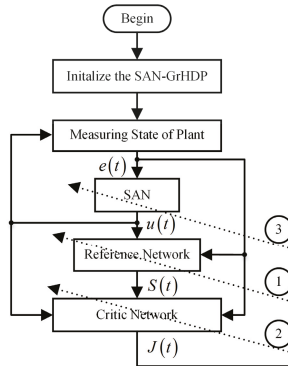 Begin
Initalize the SAN-GrHDP
Measuring State of Plant
e(t)
SAN
u(t)
3
Reference Network
1
S(t)
Critic Network
2
J(t)